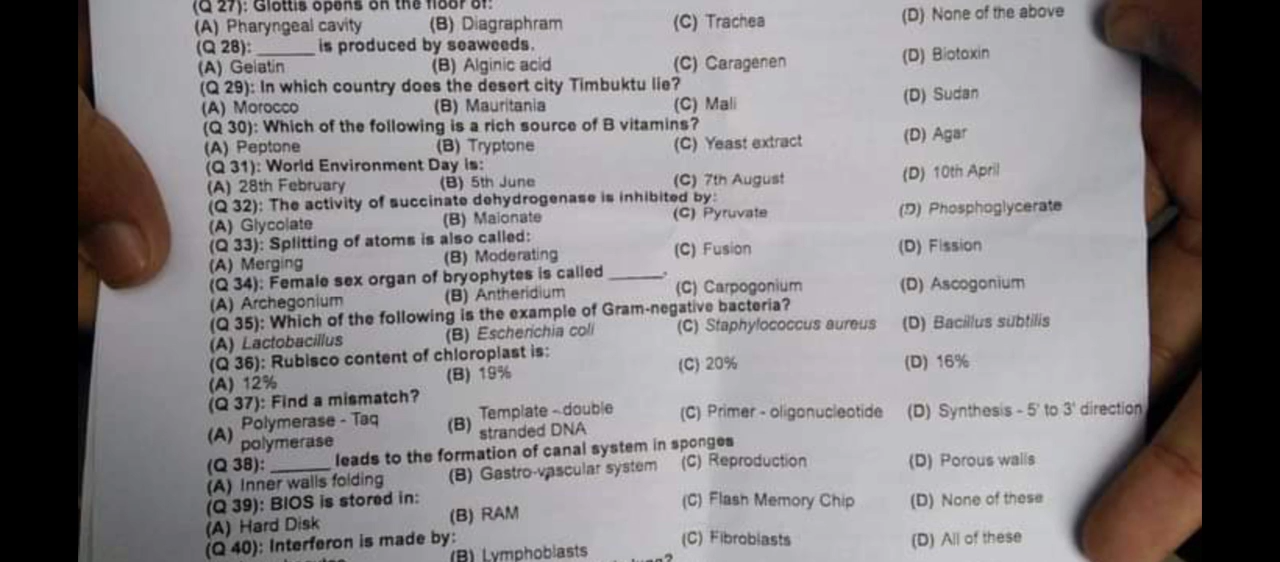 (Q 27): Glottis opens on the floor of:
(A) Pharyngeal cavity (B) Diagraphram (C) Trachea (D) None of the above
(Q 28): ______ is produced by seaweeds.
(A) Gelatin (B) Alginic acid (C) Caragenen (D) Biotoxin
(Q 29): In which country does the desert city Timbuktu lie?
(A) Morocco (B) Mauritania (C) Mali (D) Sudan
(Q 30): Which of the following is a rich source of B vitamins?
(A) Peptone (B) Tryptone (C) Yeast extract (D) Agar
(Q 31): World Environment Day is:
(A) 28th February (B) 5th June (C) 7th August (D) 10th April
(Q 32): The activity of succinate dehydrogenase is inhibited by:
(A) Glycolate (B) Malonate (C) Pyruvate (D) Phosphoglycerate
(Q 33): Splitting of atoms is also called:
(A) Merging (B) Moderating (C) Fusion (D) Fission
(Q 34): Female sex organ of bryophytes is called ______.
(A) Archegonium (B) Antheridium (C) Carpogonium (D) Ascogonium
(Q 35): Which of the following is the example of Gram-negative bacteria?
(A) Lactobacillus (B) Escherichia coli (C) Staphylococcus aureus (D) Bacillus subtilis
(Q 36): Rubisco content of chloroplast is:
(A) 12% (B) 19% (C) 20% (D) 16%
(Q 37): Find a mismatch?
(A) Polymerase - Taq polymerase (B) Template - double stranded DNA (C) Primer - oligonucleotide (D) Synthesis - 5' to 3' direction
(Q 38): ______ leads to the formation of canal system in sponges
(A) Inner walls folding (B) Gastro-vascular system (C) Reproduction (D) Porous walls
(Q 39): BIOS is stored in:
(A) Hard Disk (B) RAM (C) Flash Memory Chip (D) None of these
(Q 40): Interferon is made by:
(B) Lymphoblasts (C) Fibroblasts (D) All of these